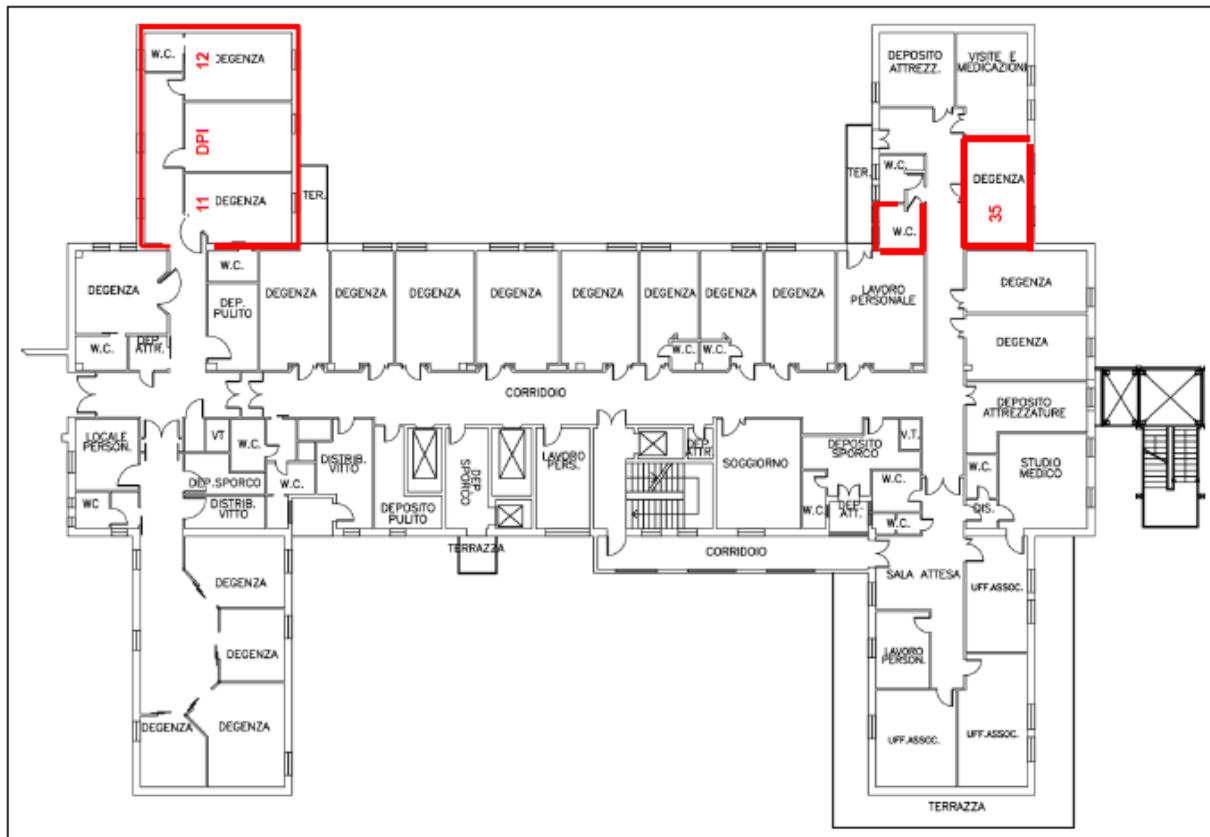 W.C.
12
DEGENZA
DPI
11
DEGENZA
TER.
DEPOSITO
ATTREZZ.
VISITE E
MEDICAZIONI
TER.
W.C.
DEGENZA
35
W.C.
DEGENZA
W.C.
DEP.
PULITO
DEGENZA
DEGENZA
DEGENZA
DEGENZA
DEGENZA
DEGENZA
DEGENZA
DEGENZA
LAVORO
PERSONALE
DEGENZA
W.C.
DEP.
ATTR.
W.C.
W.C.
DEGENZA
CORRIDOIO
DEPOSITO
ATTREZZATURE
LOCALE
PERSON.
VT
W.C.
DISTRIB.
VITTO
DEP.
SPORCO
LAVORO
PERS.
DEP.
ATTR
SOGGIORNO
DEPOSITO
SPORCO
V.T.
W.C.
STUDIO
MEDICO
DEP.SPORCO
W.C.
W.C.
WC
DISTRIB.
VITTO
DEPOSITO
PULITO
W.C.
DEP.
ATT.
W.C.
DIS.
TERRAZZA
CORRIDOIO
DEGENZA
SALA ATTESA
UFF.ASSOC.
DEGENZA
LAVORO
PERSON.
DEGENZA
DEGENZA
UFF.ASSOC.
UFF.ASSOC.
TERRAZZA